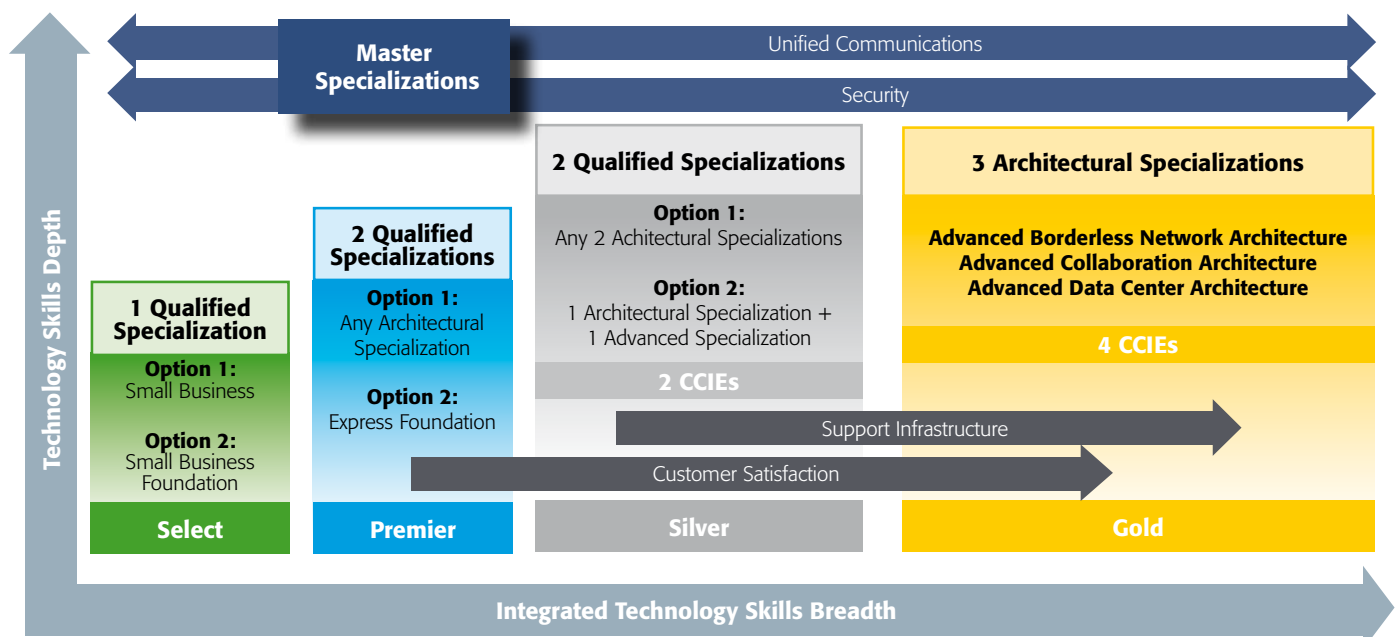 Master
Specializations
Unified Communications
Security
Technology Skills Depth
1 Qualified
Specialization
Option 1:
Small Business
Option 2:
Small Business
Foundation
Select
2 Qualified
Specializations
Option 1:
Any Architectural
Specialization
Option 2:
Express Foundation
Premier
2 Qualified Specializations
Option 1:
Any 2 Achitectural Specializations
Option 2:
1 Architectural Specialization +
1 Advanced Specialization
2 CCIEs
Silver
3 Architectural Specializations
Advanced Borderless Network Architecture
Advanced Collaboration Architecture
Advanced Data Center Architecture
4 CCIEs
Gold
Support Infrastructure
Customer Satisfaction
Integrated Technology Skills Breadth